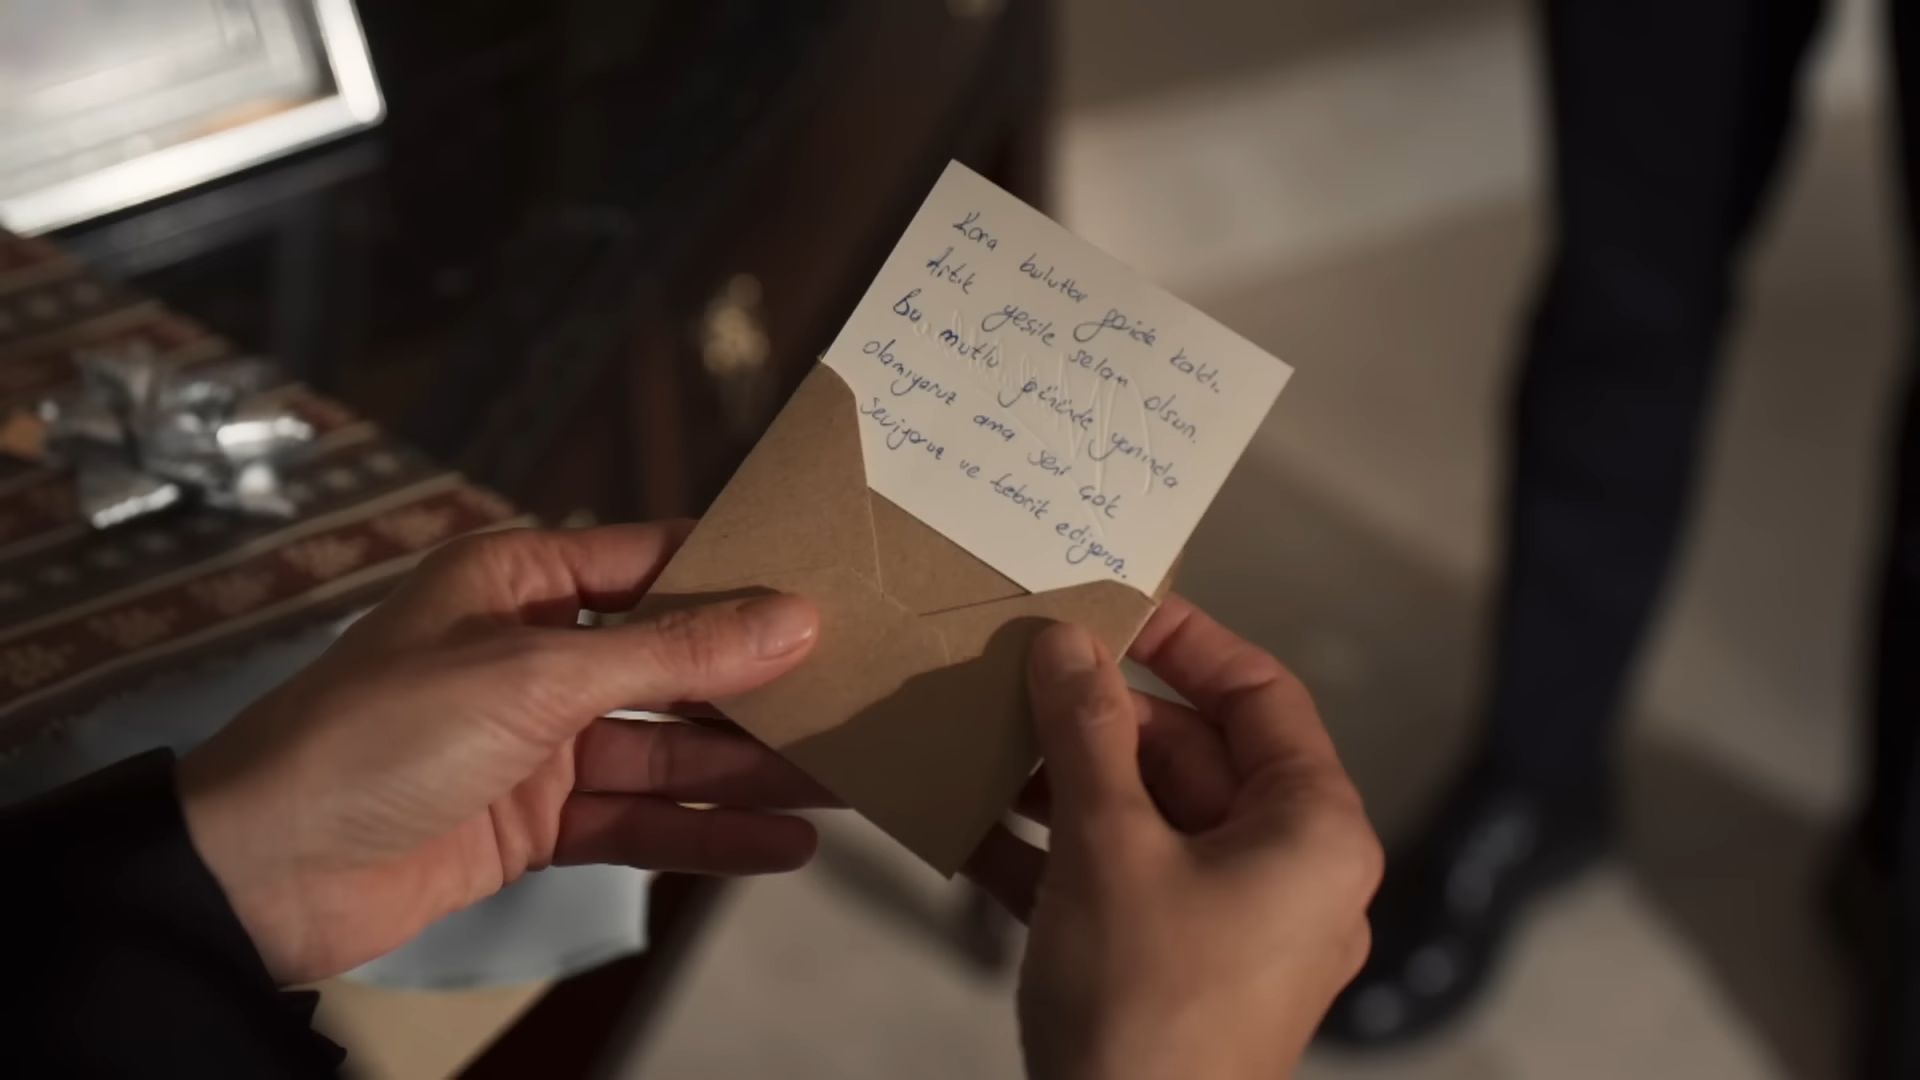 Kara bulutlar geride kaldı.
Artık yeşile selam olsun.
Bu mutlu gününde yanında
olamıyoruz ama seni çok
seviyoruz ve tebrik ediyoruz.